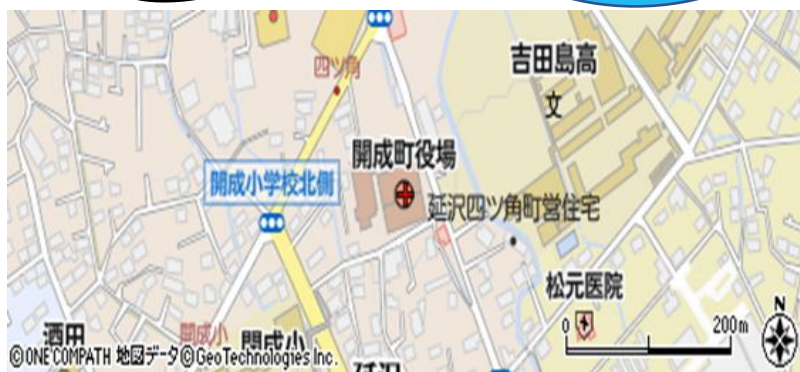 吉田島高
四ツ角
文
開成町役場
開成小学校北側
延沢四ツ角町営住宅
松元医院
N
0 200m
酒田
開成小
開成小
延沢
©ONE COMPATH 地図データ©GeoTechnologies Inc.